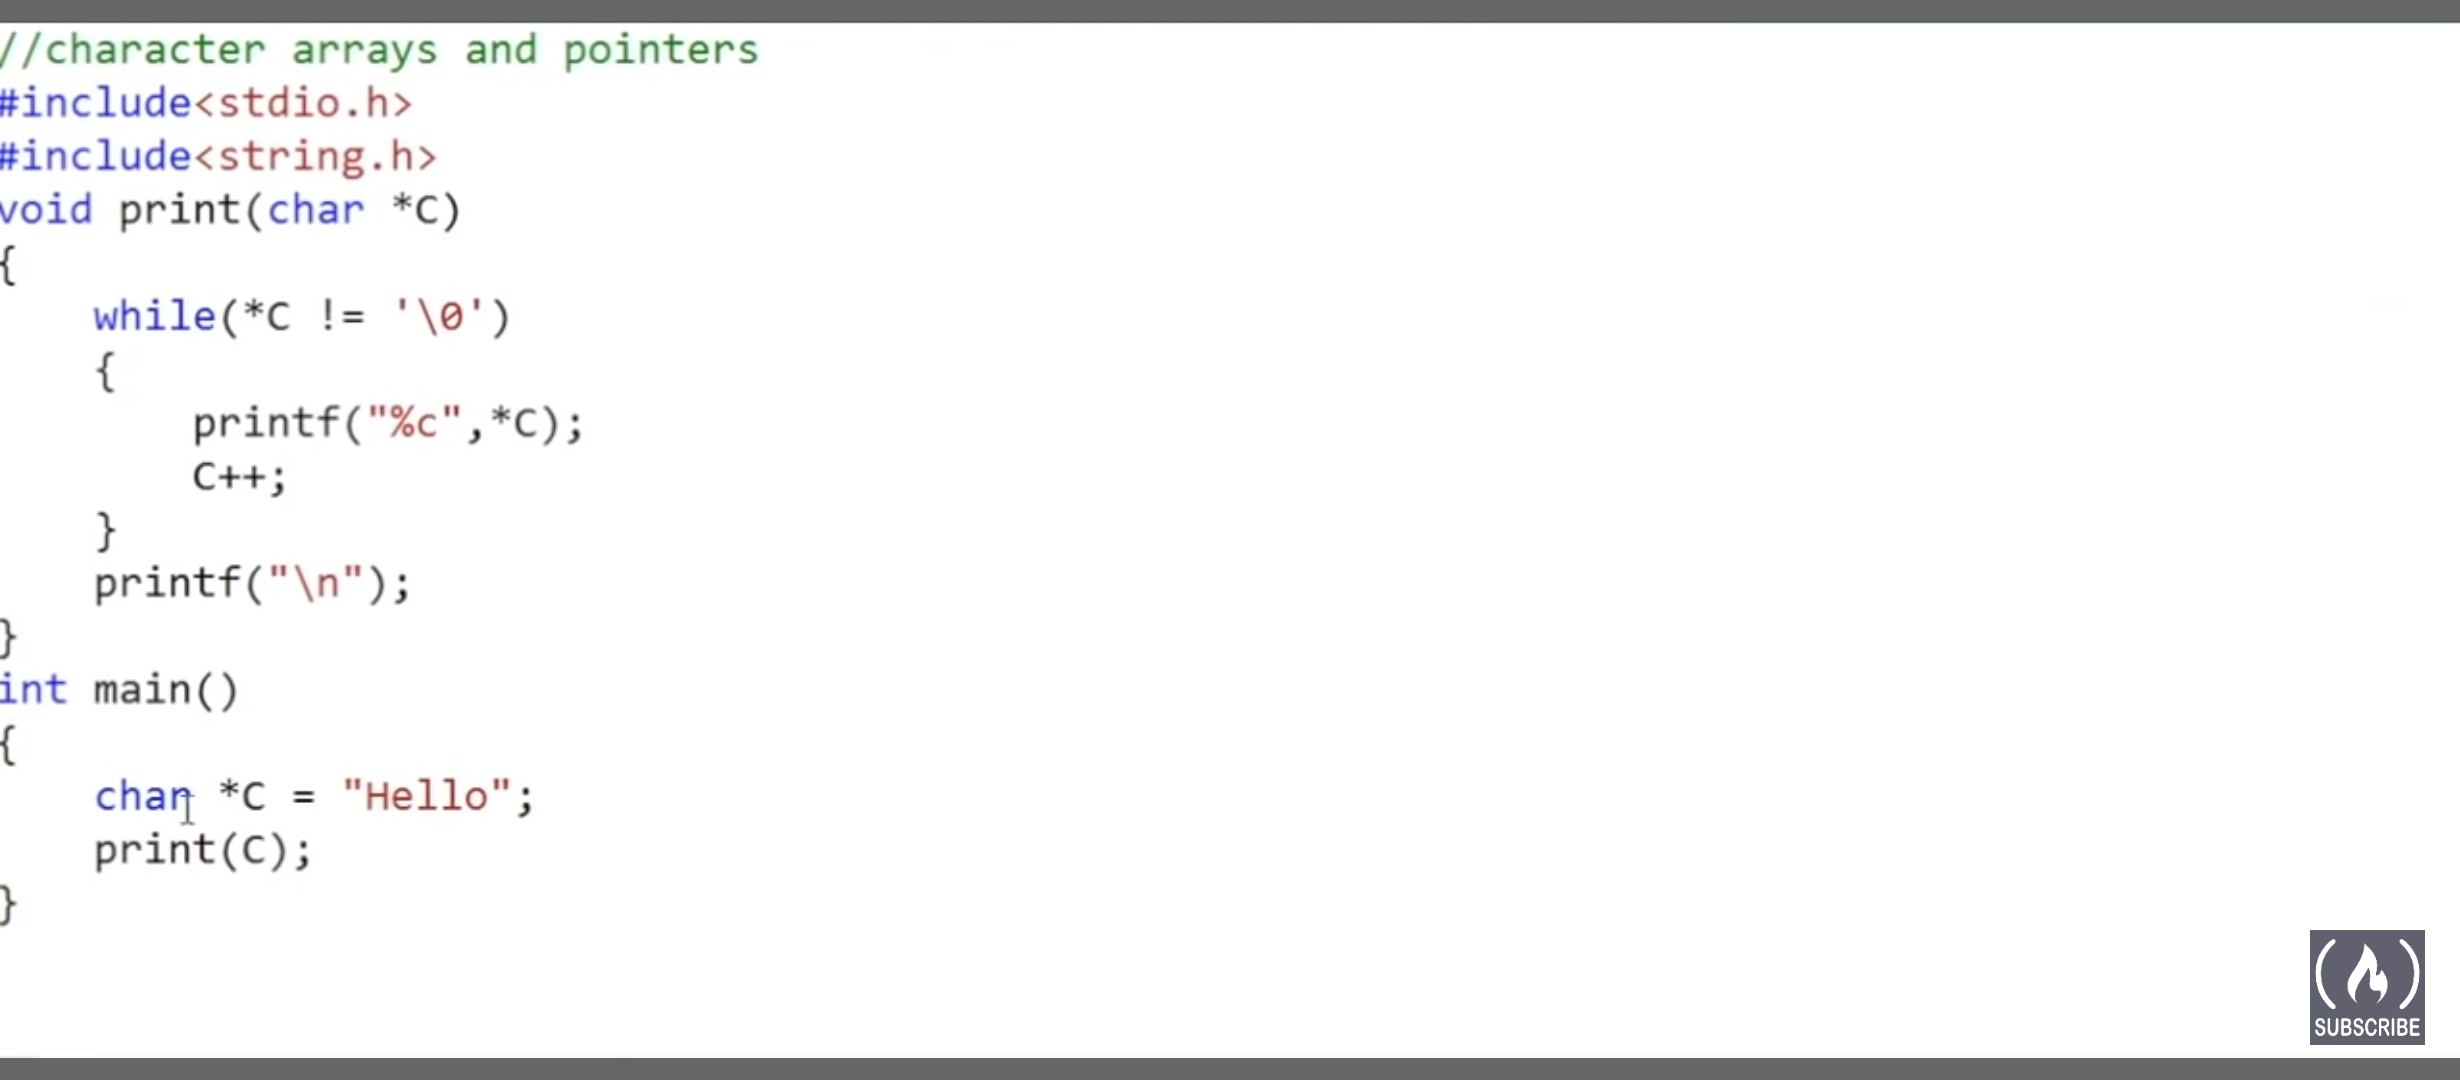 //character arrays and pointers
#include<stdio.h>
#include<string.h>
void print(char *C)
{
    while(*C != '\0')
    {
        printf("%c",*C);
        C++;
    }
    printf("\n");
}
int main()
{
    char *C = "Hello";
    print(C);
}
SUBSCRIBE